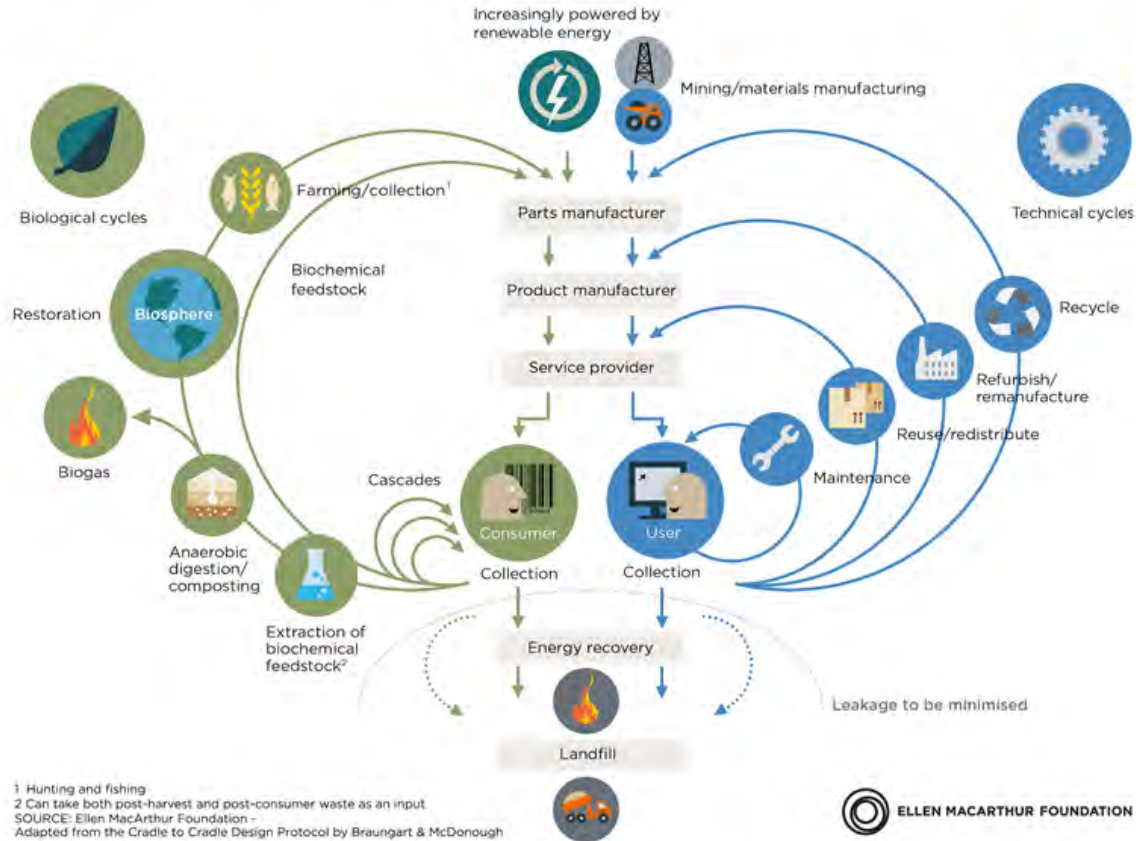 Increasingly powered by
renewable energy
Mining/materials manufacturing
Biological cycles
Farming/collection¹
Technical cycles
Parts manufacturer
Biochemical
feedstock
Product manufacturer
Restoration
Biosphere
Recycle
Service provider
Refurbish/
remanufacture
Reuse/redistribute
Biogas
Cascades
Maintenance
Consumer
User
Anaerobic
digestion/
composting
Collection
Collection
Extraction of
biochemical
feedstock²
Energy recovery
Leakage to be minimised
Landfill
1 Hunting and fishing
2 Can take both post-harvest and post-consumer waste as an input
SOURCE: Ellen MacArthur Foundation -
Adapted from the Cradle to Cradle Design Protocol by Braungart & McDonough
ELLEN MACARTHUR FOUNDATION